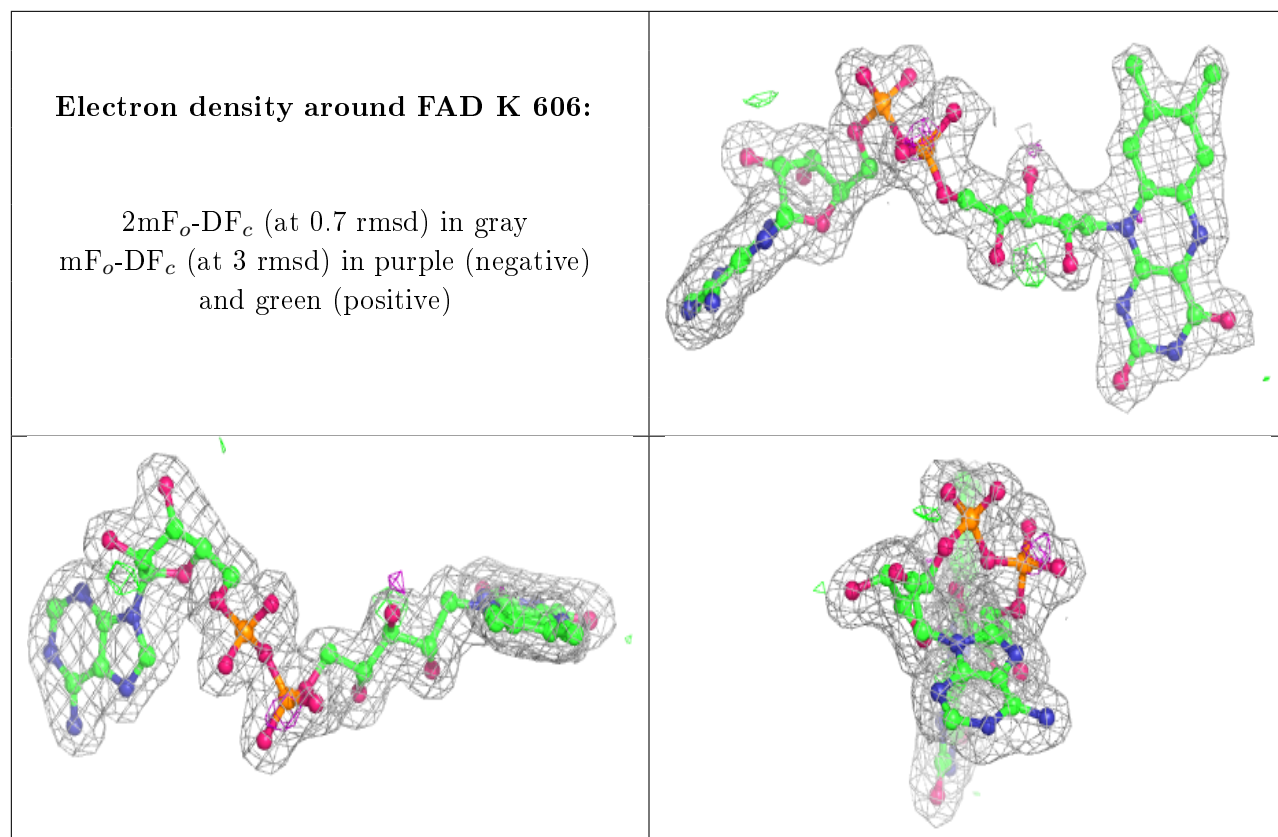 Electron density around FAD K 606:
2mFo-DFc (at 0.7 rmsd) in gray
mFo-DFc (at 3 rmsd) in purple (negative)
and green (positive)